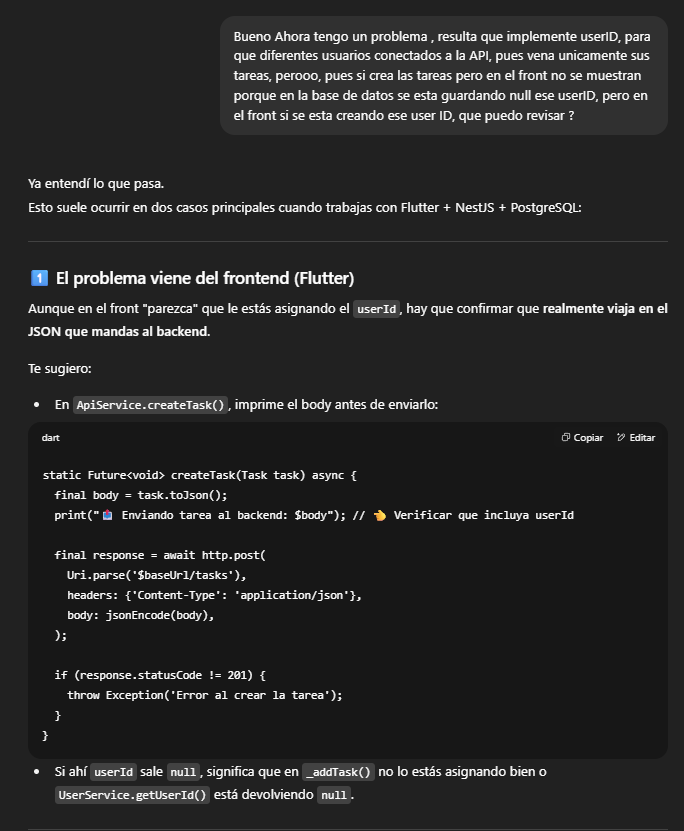 Bueno Ahora tengo un problema , resulta que implemente userID, para
que diferentes usuarios conectados a la API, pues vena unicamente sus
tareas, perooo, pues si crea las tareas pero en el front no se muestran
porque en la base de datos se esta guardando null ese userID, pero en
el front si se esta creando ese user ID, que puedo revisar ?
Ya entendí lo que pasa.
Esto suele ocurrir en dos casos principales cuando trabajas con Flutter + NestJS + PostgreSQL:
1️⃣ El problema viene del frontend (Flutter)
Aunque en el front "parezca" que le estás asignando el userId, hay que confirmar que realmente viaja en el
JSON que mandas al backend.
Te sugiero:
• En ApiService.createTask(), imprime el body antes de enviarlo:
dart Copiar Editar
static Future<void> createTask(Task task) async {
  final body = task.toJson();
  print("📤 Enviando tarea al backend: $body"); // 👈 Verificar que incluya userId
  final response = await http.post(
    Uri.parse('$baseUrl/tasks'),
    headers: {'Content-Type': 'application/json'},
    body: jsonEncode(body),
  );
  if (response.statusCode != 201) {
    throw Exception('Error al crear la tarea');
  }
}
• Si ahí userId sale null, significa que en _addTask() no lo estás asignando bien o
UserService.getUserId() está devolviendo null.